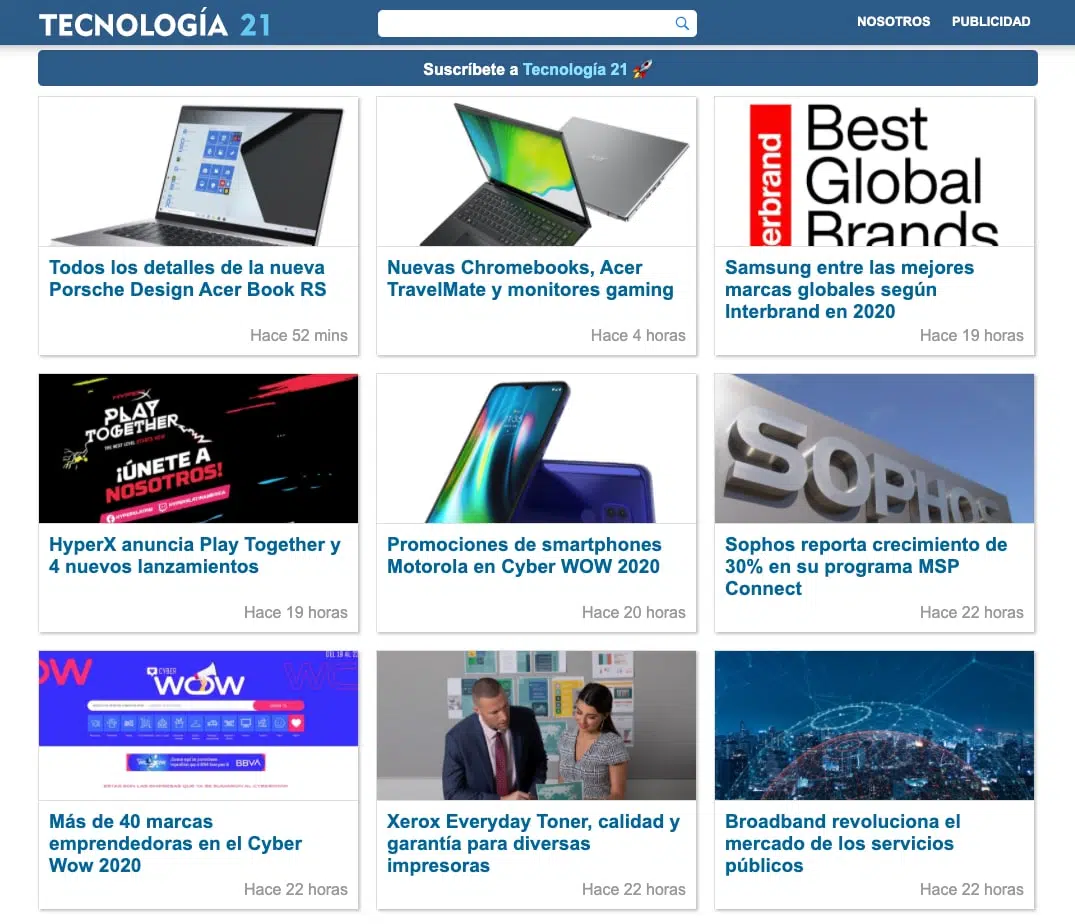 TECNOLOGÍA 21
NOSOTROS
PUBLICIDAD
Suscríbete a Tecnología 21 🚀
acer
Interbrand
Best
Global
Brands
Todos los detalles de la nueva
Porsche Design Acer Book RS
Hace 52 mins
Nuevas Chromebooks, Acer
TravelMate y monitores gaming
Hace 4 horas
Samsung entre las mejores
marcas globales según
Interbrand en 2020
Hace 19 horas
HYPERX
PLAY
TOGETHER
¡ÚNETE A
NOSOTROS!
SOPHOS
HyperX anuncia Play Together y
4 nuevos lanzamientos
Hace 19 horas
Promociones de smartphones
Motorola en Cyber WOW 2020
Hace 20 horas
Sophos reporta crecimiento de
30% en su programa MSP
Connect
Hace 22 horas
WOW
CYBER
WOW
BBVA
Más de 40 marcas
emprendedoras en el Cyber
Wow 2020
Hace 22 horas
Xerox Everyday Toner, calidad y
garantía para diversas
impresoras
Hace 22 horas
Broadband revoluciona el
mercado de los servicios
públicos
Hace 22 horas